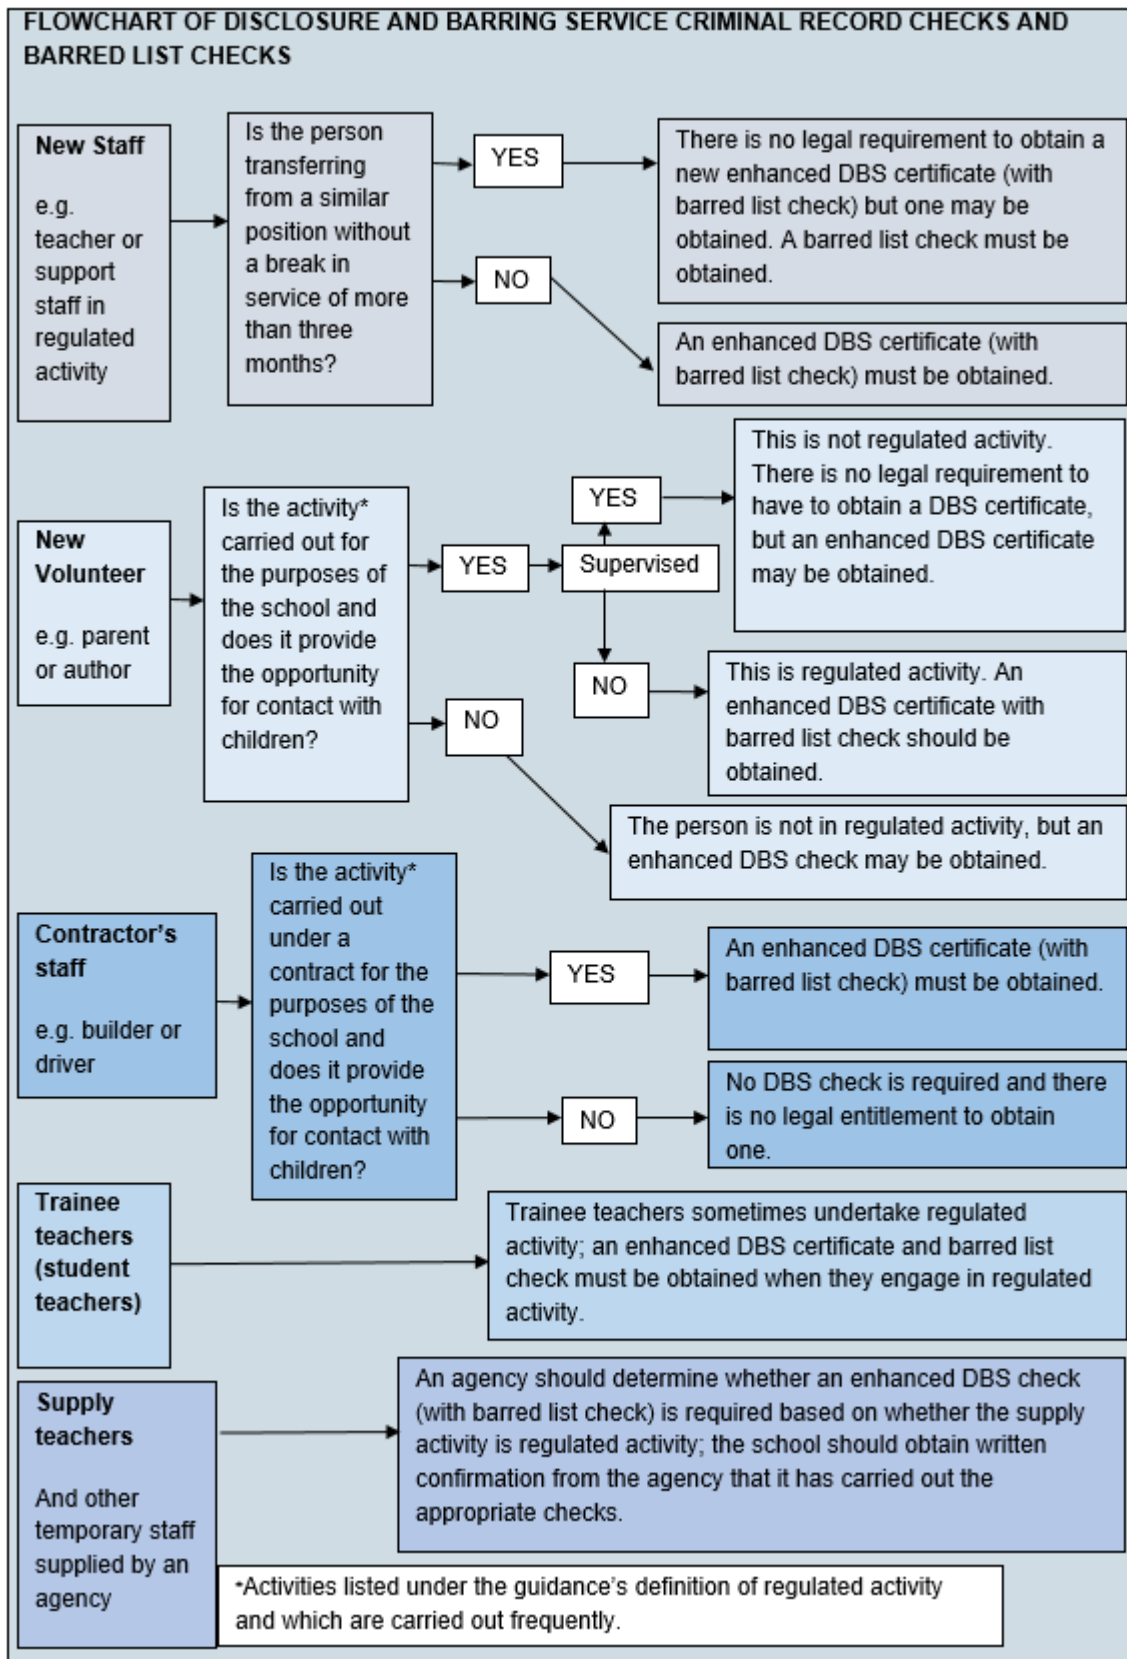 FLOWCHART OF DISCLOSURE AND BARRING SERVICE CRIMINAL RECORD CHECKS AND
BARRED LIST CHECKS
New Staff
e.g.
teacher or
support
staff in
regulated
activity
Is the person
transferring
from a similar
position without
a break in
service of more
than three
months?
YES
There is no legal requirement to obtain a
new enhanced DBS certificate (with
barred list check) but one may be
obtained. A barred list check must be
obtained.
NO
An enhanced DBS certificate (with
barred list check) must be obtained.
New
Volunteer
e.g. parent
or author
Is the activity*
carried out for
the purposes of
the school and
does it provide
the opportunity
for contact with
children?
YES
Supervised
YES
This is not regulated activity.
There is no legal requirement to
have to obtain a DBS certificate,
but an enhanced DBS certificate
may be obtained.
NO
This is regulated activity. An
enhanced DBS certificate with
barred list check should be
obtained.
NO
The person is not in regulated activity, but an
enhanced DBS check may be obtained.
Contractor's
staff
e.g. builder or
driver
Is the activity*
carried out
under a
contract for the
purposes of the
school and
does it provide
the opportunity
for contact with
children?
YES
An enhanced DBS certificate (with
barred list check) must be obtained.
NO
No DBS check is required and there
is no legal entitlement to obtain
one.
Trainee
teachers
(student
teachers)
Trainee teachers sometimes undertake regulated
activity; an enhanced DBS certificate and barred list
check must be obtained when they engage in regulated
activity.
Supply
teachers
And other
temporary staff
supplied by an
agency
An agency should determine whether an enhanced DBS check
(with barred list check) is required based on whether the supply
activity is regulated activity; the school should obtain written
confirmation from the agency that it has carried out the
appropriate checks.
*Activities listed under the guidance's definition of regulated activity
and which are carried out frequently.